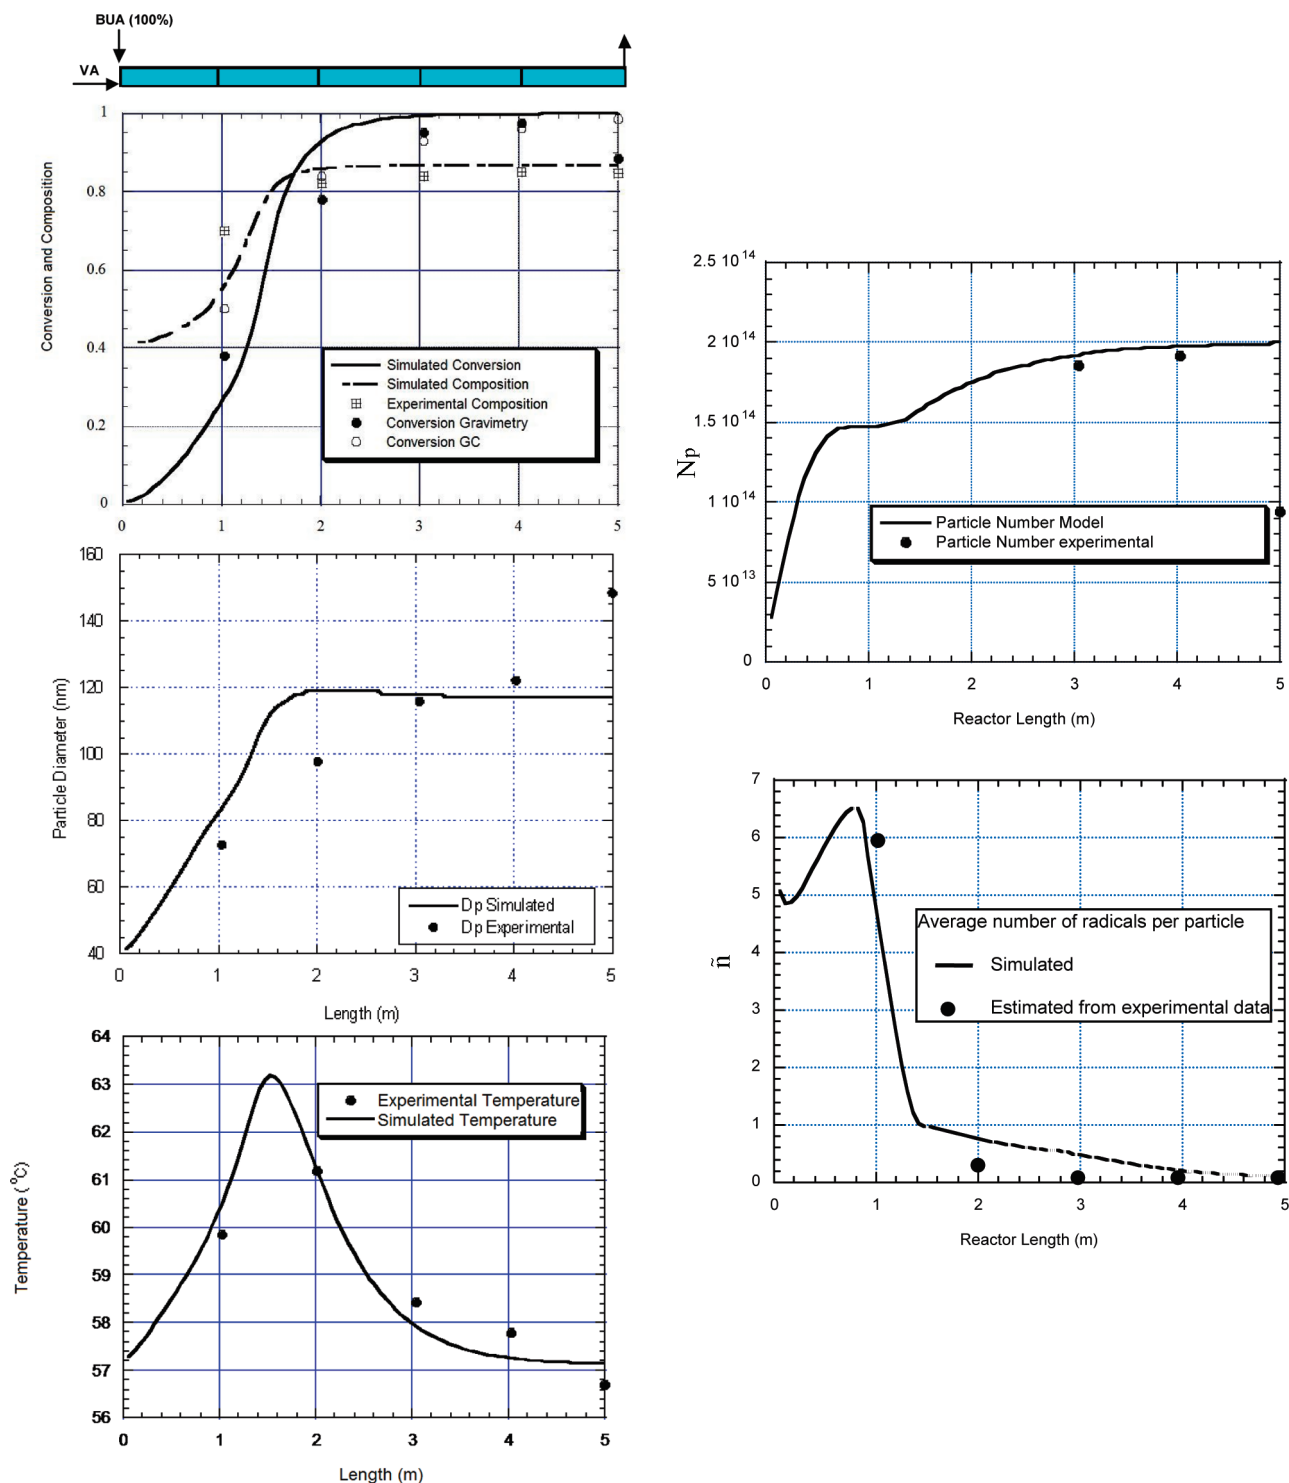 BUA (100%)
VA
Conversion and Composition
1
0.8
0.6
0.4
0.2
0
Simulated Conversion
Simulated Composition
Experimental Composition
Conversion Gravimetry
Conversion GC
0 1 2 3 4 5
Particle Diameter (nm)
160
140
120
100
80
60
40
Dp Simulated
Dp Experimental
0 1 2 3 4 5
Length (m)
Temperature (°C)
64
63
62
61
60
59
58
57
56
Experimental Temperature
Simulated Temperature
0 1 2 3 4 5
Length (m)
Np
2.5 10^14
2 10^14
1.5 10^14
1 10^14
5 10^13
0
Particle Number Model
Particle Number experimental
0 1 2 3 4 5
Reactor Length (m)
ñ
7
6
5
4
3
2
1
0
Average number of radicals per particle
Simulated
Estimated from experimental data
0 1 2 3 4 5
Reactor Length (m)